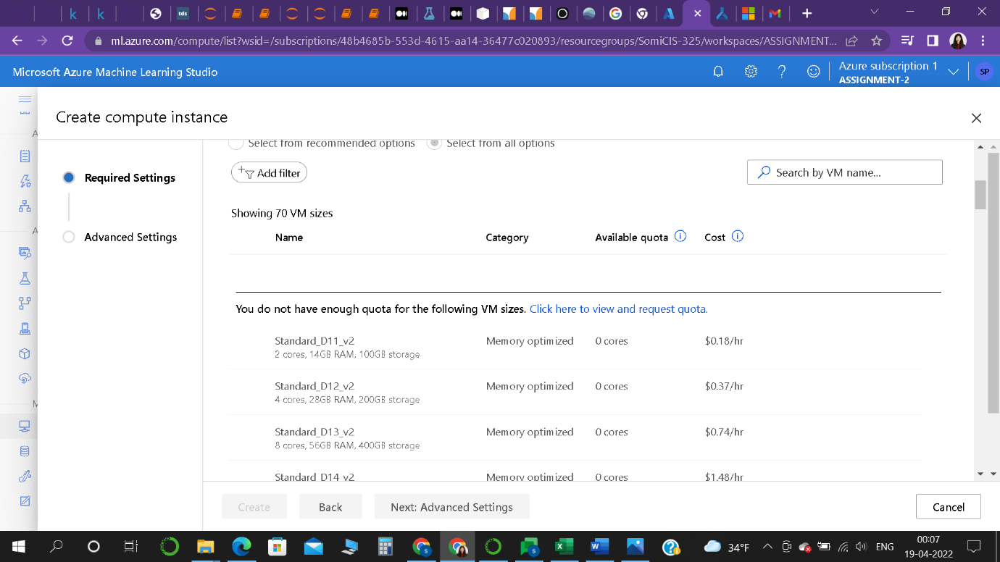 k
k
tds
ml.azure.com/compute/list?wsid=/subscriptions/48b4685b-553d-4615-aa14-36477c020893/resourcegroups/SomiCIS-325/workspaces/ASSIGNMENT...
Microsoft Azure Machine Learning Studio
Azure subscription 1
ASSIGNMENT-2
SP
Create compute instance
Select from recommended options
Select from all options
Required Settings
Add filter
Search by VM name...
Showing 70 VM sizes
Advanced Settings
Name Category Available quota Cost
You do not have enough quota for the following VM sizes. Click here to view and request quota.
Standard_D11_v2 Memory optimized 0 cores $0.18/hr
2 cores, 14GB RAM, 100GB storage
Standard_D12_v2 Memory optimized 0 cores $0.37/hr
4 cores, 28GB RAM, 200GB storage
Standard_D13_v2 Memory optimized 0 cores $0.74/hr
8 cores, 56GB RAM, 400GB storage
Standard_D14_v2 Memory optimized 0 cores $1.48/hr
Create
Back
Next: Advanced Settings
Cancel
34°F
ENG
00:07
19-04-2022